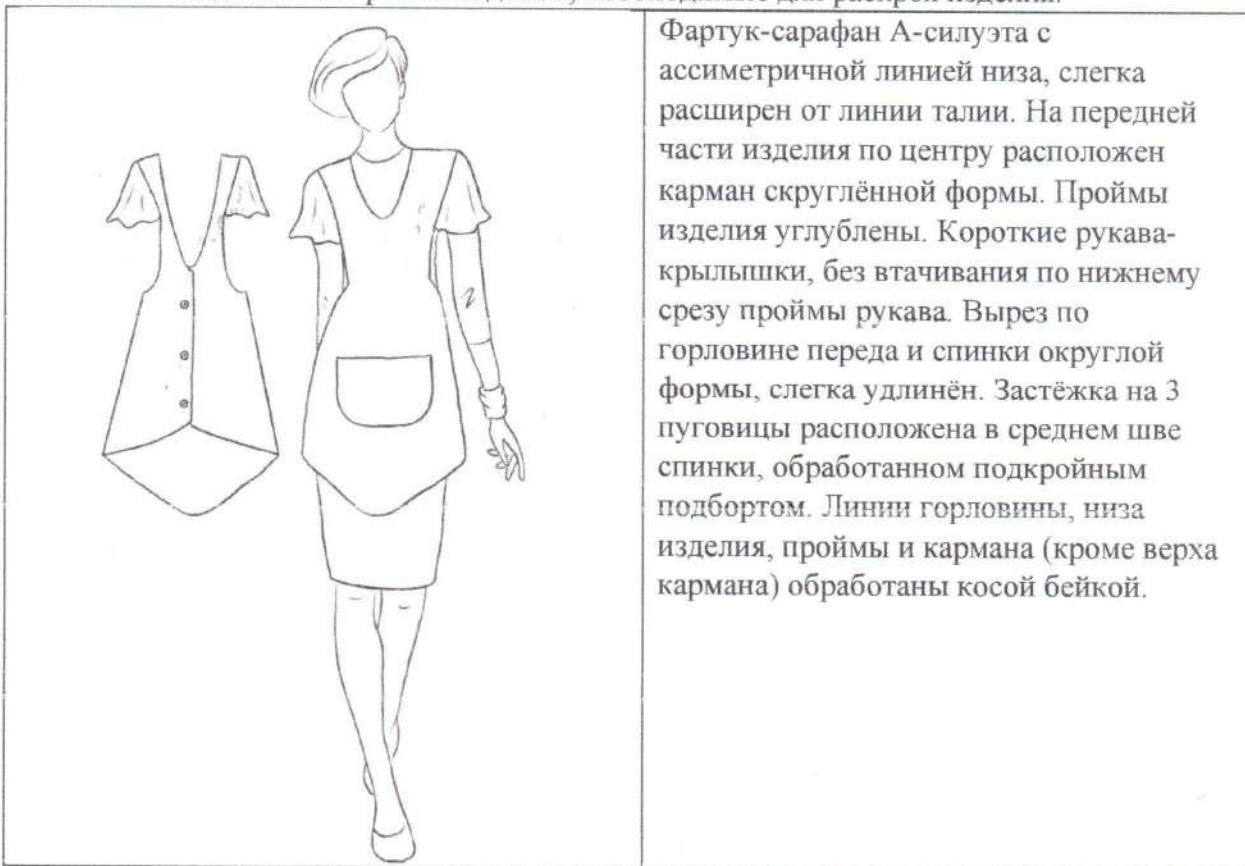 для раскроя изделия.
Фартук-сарафан А-силуэта с
ассиметричной линией низа, слегка
расширен от линии талии. На передней
части изделия по центру расположен
карман скруглённой формы. Проймы
изделия углублены. Короткие рукава-
крылышки, без втачивания по нижнему
срезу проймы рукава. Вырез по
горловине переда и спинки округлой
формы, слегка удлинён. Застёжка на 3
пуговицы расположена в среднем шве
спинки, обработанном подкройным
подбортом. Линии горловины, низа
изделия, проймы и кармана (кроме верха
кармана) обработаны косой бейкой.